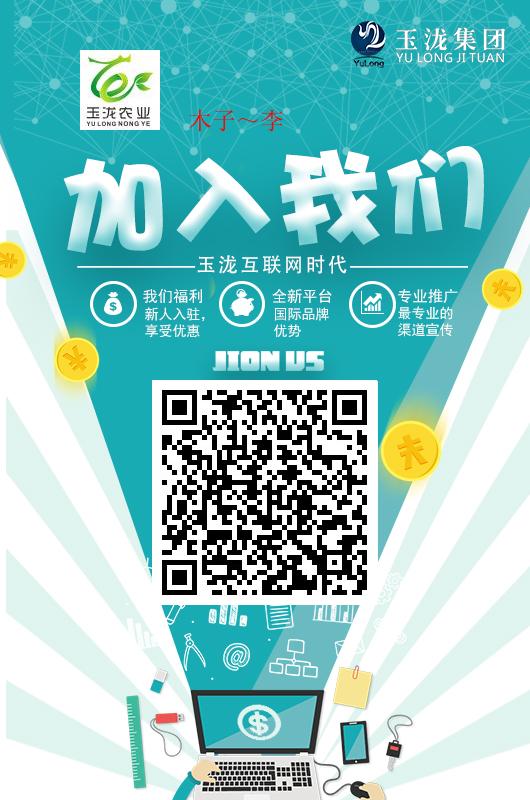 玉泷集团
YU LONG JI TUAN
YuLong
玉泷农业
YU LONG NONG YE
木子～李
加入我们
玉泷互联网时代
我们福利
新人入驻，
享受优惠
全新平台
国际品牌
优势
专业推广
最专业的
渠道宣传
JION US